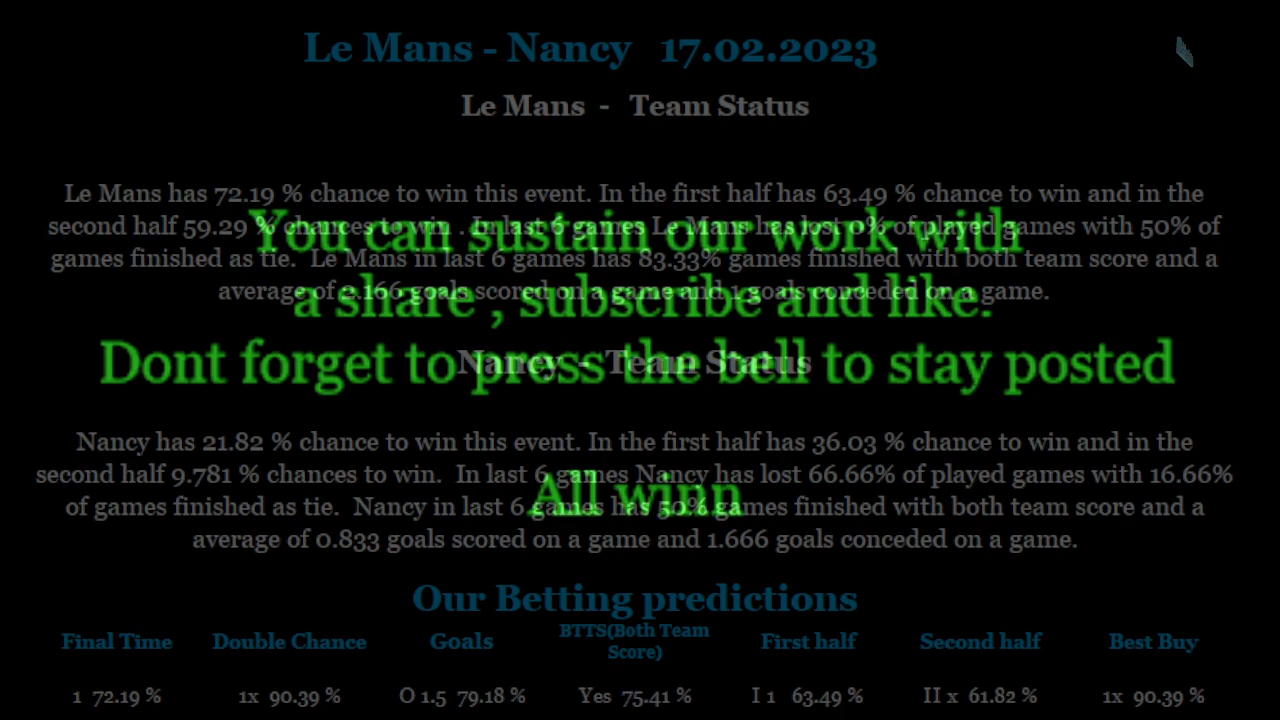 Le Mans - Nancy 17.02.2023
Le Mans - Team Status
Le Mans has 72.19 % chance to win this event. In the first half has 63.49 % chance to win and in the
second half 59.29 % chances to win . In last 6 games Le Mans has lost 0% of played games with 50% of
games finished as tie. Le Mans in last 6 games has 83.33% games finished with both team score and a
average of 2.166 goals scored on a game and 1 goals conceded on a game.
You can sustain our work with
a share , subscribe and like.
Dont forget to press the bell to stay posted
All winn
Nancy - Team Status
Nancy has 21.82 % chance to win this event. In the first half has 36.03 % chance to win and in the
second half 9.781 % chances to win. In last 6 games Nancy has lost 66.66% of played games with 16.66%
of games finished as tie. Nancy in last 6 games has 50% games finished with both team score and a
average of 0.833 goals scored on a game and 1.666 goals conceded on a game.
Our Betting predictions
Final Time Double Chance Goals BTTS(Both Team Score) First half Second half Best Buy
1 72.19 % 1x 90.39 % O 1.5 79.18 % Yes 75.41 % I 1 63.49 % II x 61.82 % 1x 90.39 %